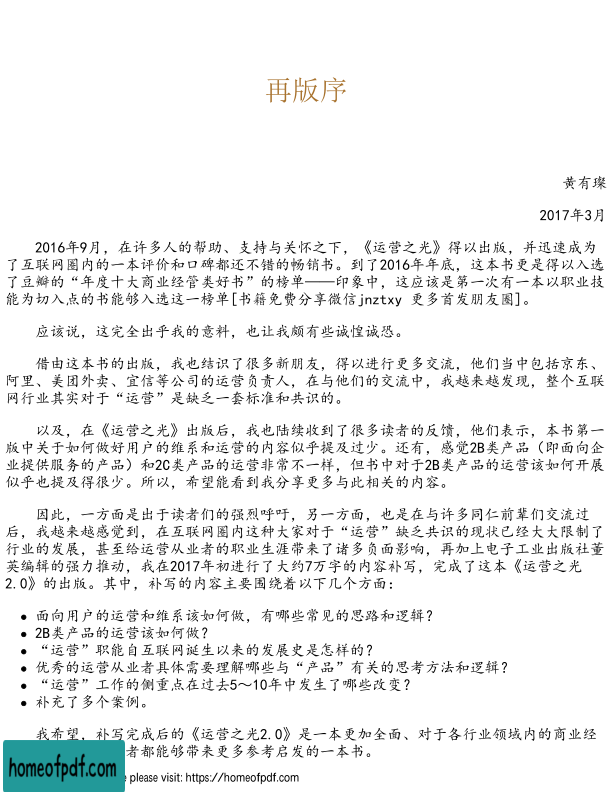 再版序
黄有璨
2017年3月
2016年9月，在许多人的帮助、支持与关怀之下，《运营之光》得以出版，并迅速成为
了互联网圈内的一本评价和口碑都还不错的畅销书。到了2016年年底，这本书更是得以入选
了豆瓣的“年度十大商业经管类好书”的榜单——印象中，这应该是第一次有一本以职业技
能为切入点的书能够入选这一榜单[书籍免费分享微信jnztxy 更多首发朋友圈]。
应该说，这完全出乎我的意料，也让我颇有些诚惶诚恐。
借由这本书的出版，我也结识了很多新朋友，得以进行更多交流，他们当中包括京东、
阿里、美团外卖、宜信等公司的运营负责人，在与他们的交流中，我越来越发现，整个互联
网行业其实对于“运营”是缺乏一套标准和共识的。
以及，在《运营之光》出版后，我也陆续收到了很多读者的反馈，他们表示，本书第一
版中关于如何做好用户的维系和运营的内容似乎提及过少。还有，感觉2B类产品（即面向企
业提供服务的产品）和2C类产品的运营非常不一样，但书中对于2B类产品的运营该如何开展
似乎也提及得很少。所以，希望能看到我分享更多与此相关的内容。
因此，一方面是出于读者们的强烈呼吁，另一方面，也是在与许多同仁前辈们交流过
后，我越来越感觉到，在互联网圈内这种大家对于“运营”缺乏共识的现状已经大大限制了
行业的发展，甚至给运营从业者的职业生涯带来了诸多负面影响，再加上电子工业出版社董
英编辑的强力推动，我在2017年初进行了大约7万字的内容补写，完成了这本《运营之光
2.0》的出版。其中，补写的内容主要围绕着以下几个方面：
● 面向用户的运营和维系该如何做，有哪些常见的思路和逻辑？
● 2B类产品的运营该如何做？
● “运营”职能自互联网诞生以来的发展史是怎样的？
● 优秀的运营从业者具体需要理解哪些与“产品”有关的思考方法和逻辑？
● “运营”工作的侧重点在过去5～10年中发生了哪些改变？
● 补充了多个案例。
我希望，补写完成后的《运营之光2.0》是一本更加全面、对于各行业领域内的商业经
者都能够带来更多参考启发的一本书。
homeofpdf.com
e please visit: https://homeofpdf.com